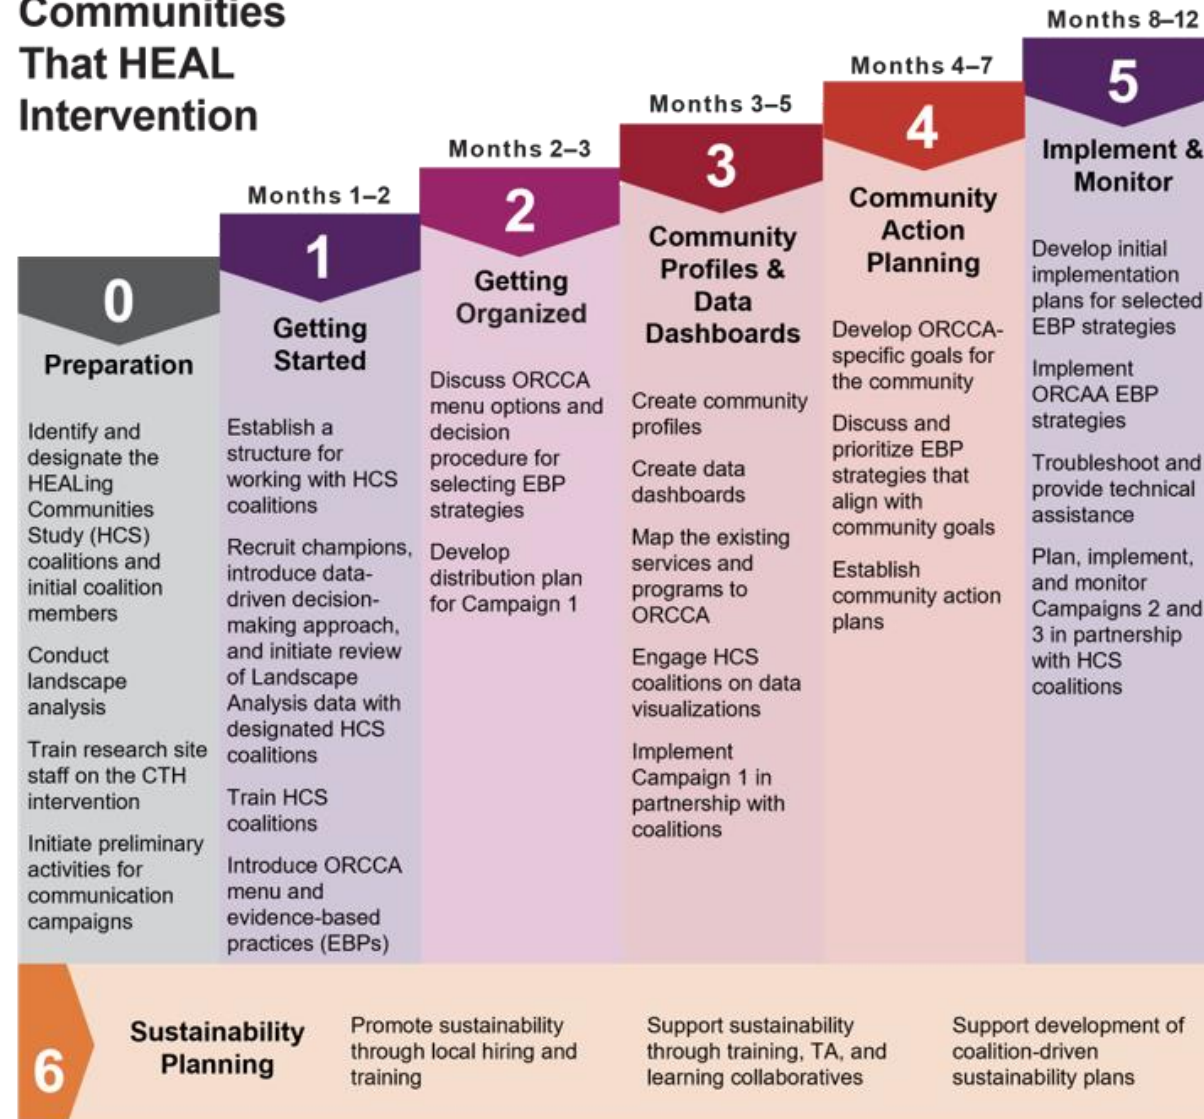 Communities
That HEAL
Intervention
0
Preparation
Identify and
designate the
HEALing
Communities
Study (HCS)
coalitions and
initial coalition
members
Conduct
landscape
analysis
Train research site
staff on the CTH
intervention
Initiate preliminary
activities for
communication
campaigns
Months 1–2
1
Getting
Started
Establish a
structure for
working with HCS
coalitions
Recruit champions,
introduce data-
driven decision-
making approach,
and initiate review
of Landscape
Analysis data with
designated HCS
coalitions
Train HCS
coalitions
Introduce ORCCA
menu and
evidence-based
practices (EBPs)
Months 2–3
2
Getting
Organized
Discuss ORCCA
menu options and
decision
procedure for
selecting EBP
strategies
Develop
distribution plan
for Campaign 1
Months 3–5
3
Community
Profiles &
Data
Dashboards
Create community
profiles
Create data
dashboards
Map the existing
services and
programs to
ORCCA
Engage HCS
coalitions on data
visualizations
Implement
Campaign 1 in
partnership with
coalitions
Months 4–7
4
Community
Action
Planning
Develop ORCCA-
specific goals for
the community
Discuss and
prioritize EBP
strategies that
align with
community goals
Establish
community action
plans
Months 8–12
5
Implement &
Monitor
Develop initial
implementation
plans for selected
EBP strategies
Implement
ORCAA EBP
strategies
Troubleshoot and
provide technical
assistance
Plan, implement,
and monitor
Campaigns 2 and
3 in partnership
with HCS
coalitions
6
Sustainability
Planning
Promote sustainability
through local hiring and
training
Support sustainability
through training, TA, and
learning collaboratives
Support development of
coalition-driven
sustainability plans